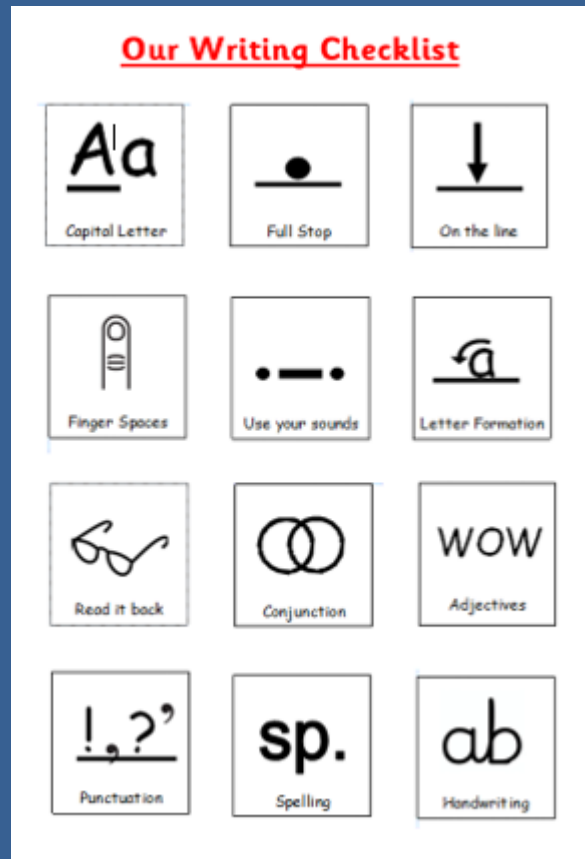 Our Writing Checklist
Aa
Capital Letter
Full Stop
On the line
Finger Spaces
Use your sounds
a
Letter Formation
Read it back
Conjunction
WOW
Adjectives
!,?’
Punctuation
sp.
Spelling
ab
Handwriting